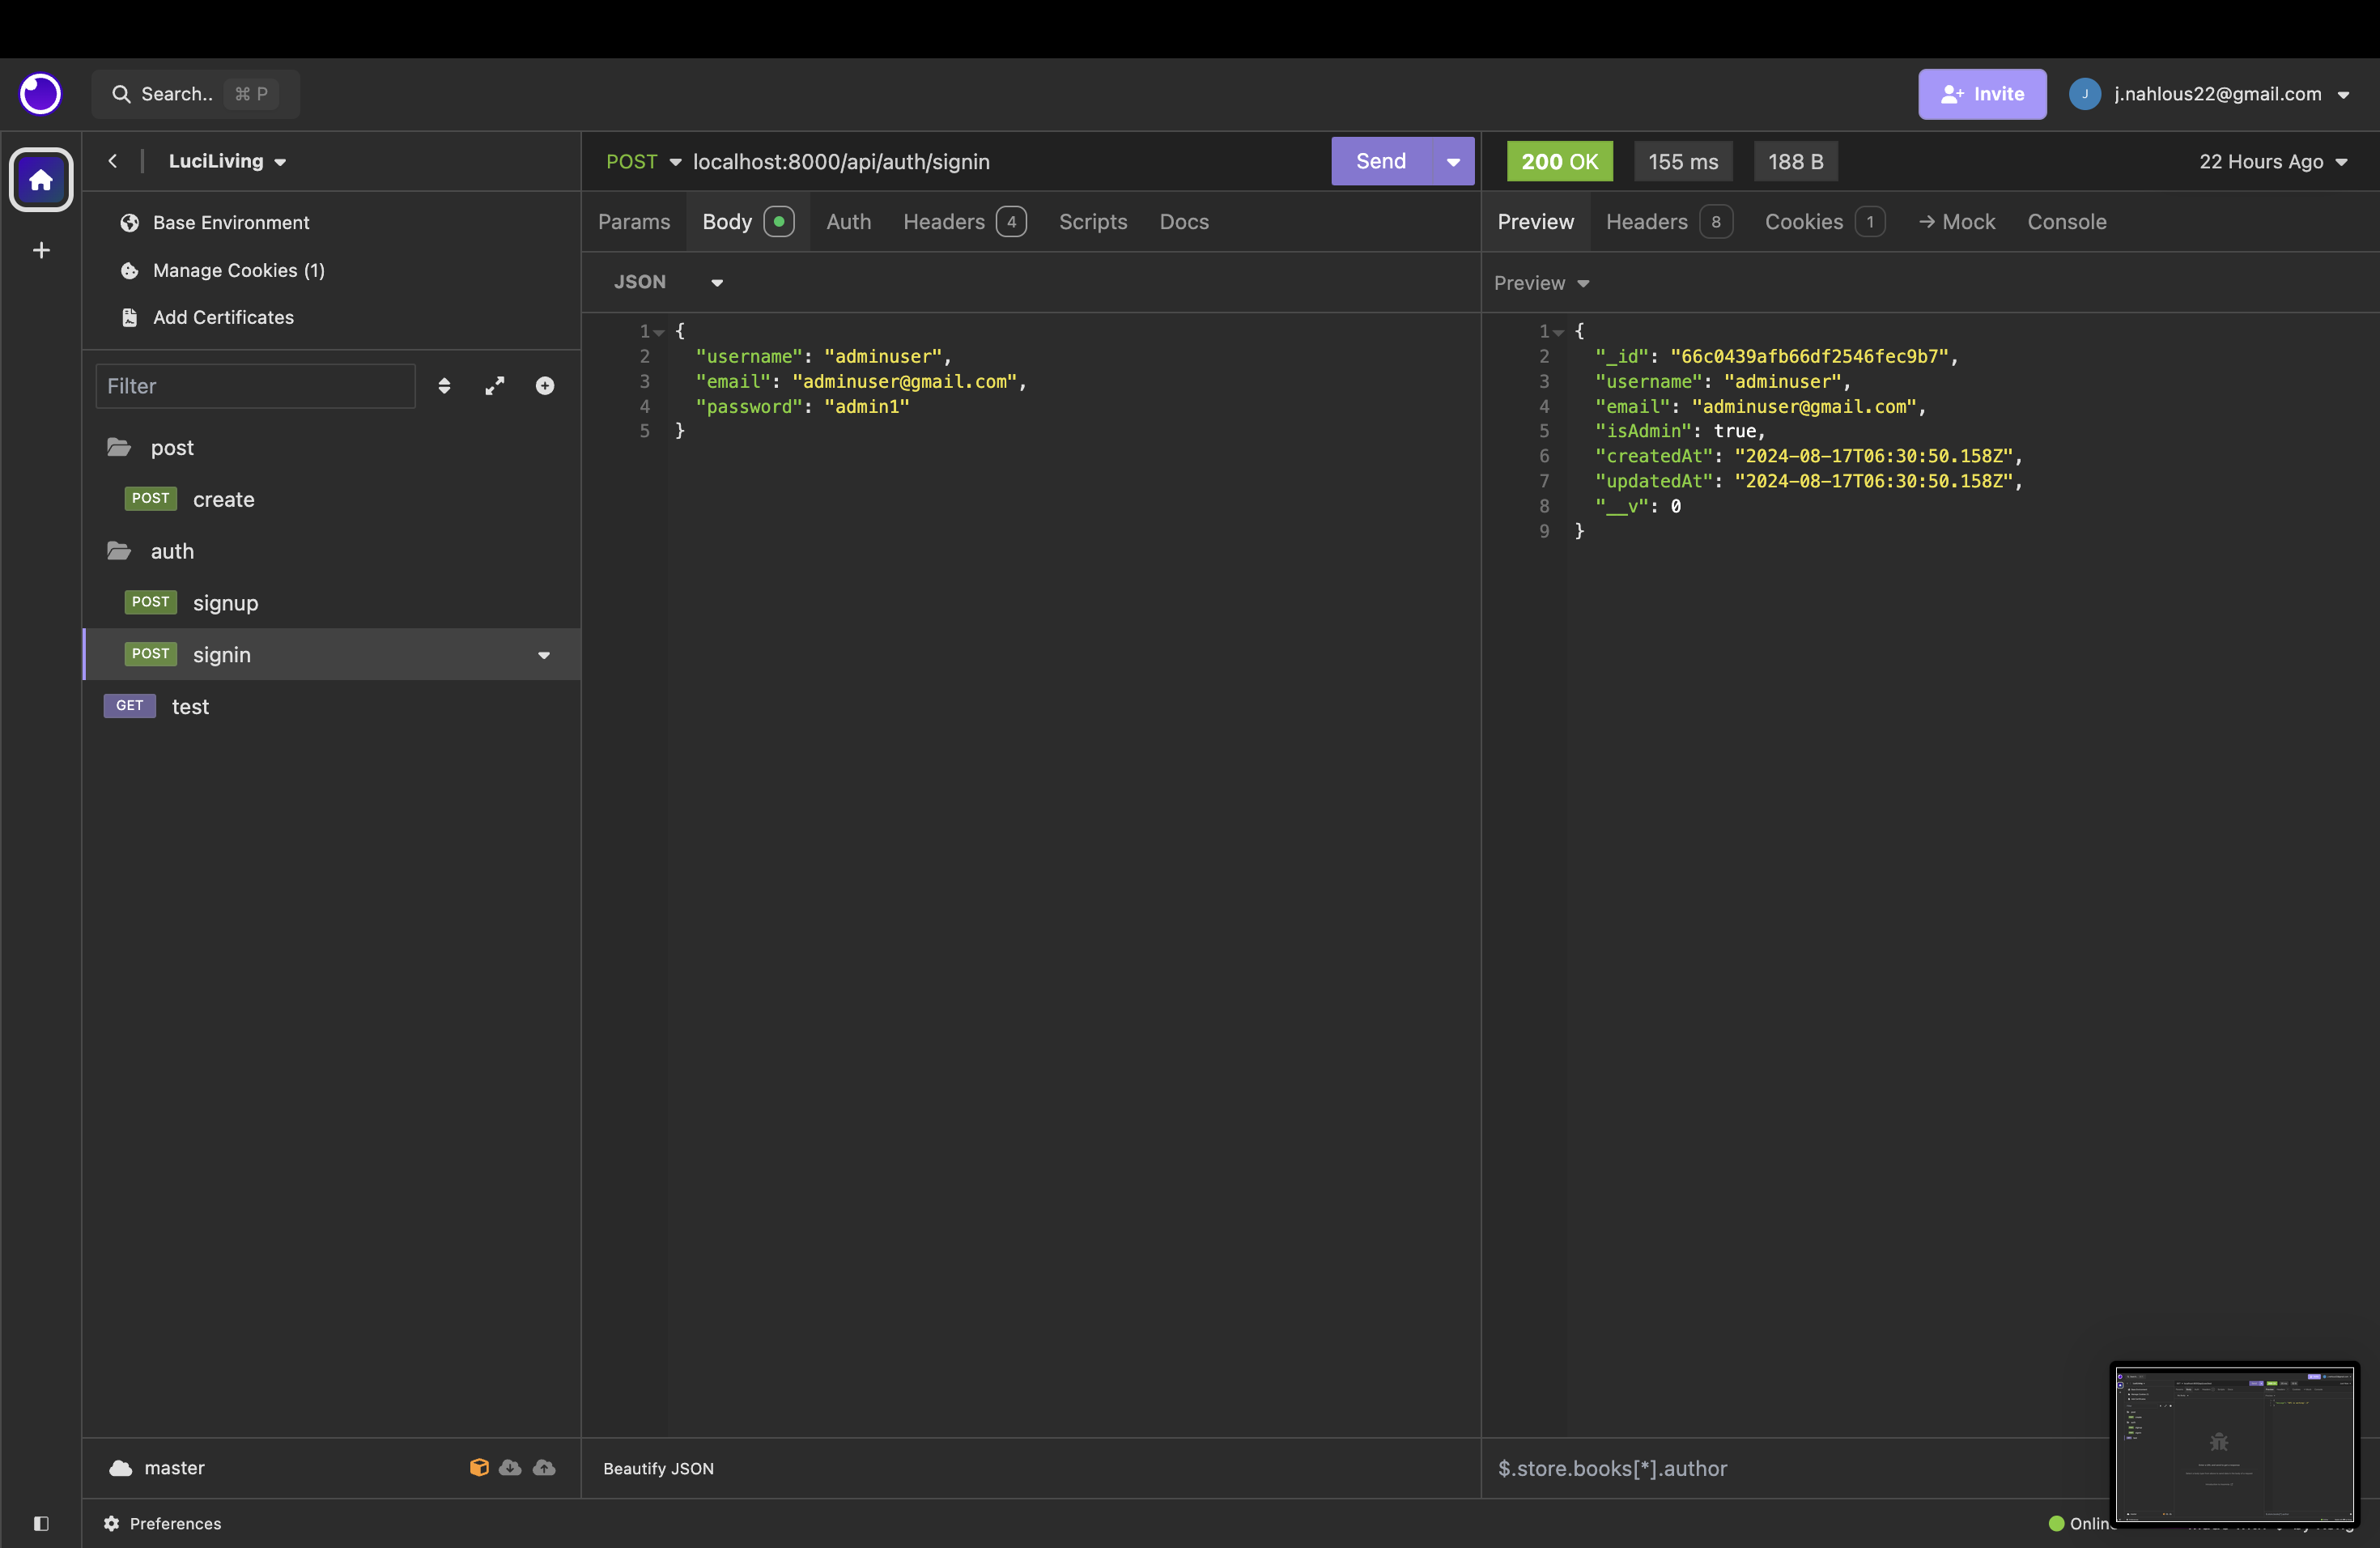 Search.. ⌘ P
Invite
J j.nahlous22@gmail.com
LuciLiving
Base Environment
Manage Cookies (1)
Add Certificates
Filter
post
POST create
auth
POST signup
POST signin
GET test
master
Preferences
POST localhost:8000/api/auth/signin
Send
Params Body Auth Headers 4 Scripts Docs
JSON
1 {
2 "username": "adminuser",
3 "email": "adminuser@gmail.com",
4 "password": "admin1"
5 }
Beautify JSON
200 OK 155 ms 188 B 22 Hours Ago
Preview Headers 8 Cookies 1 → Mock Console
Preview
1 {
2 "_id": "66c0439afb66df2546fec9b7",
3 "username": "adminuser",
4 "email": "adminuser@gmail.com",
5 "isAdmin": true,
6 "createdAt": "2024-08-17T06:30:50.158Z",
7 "updatedAt": "2024-08-17T06:30:50.158Z",
8 "__v": 0
9 }
$.store.books[*].author